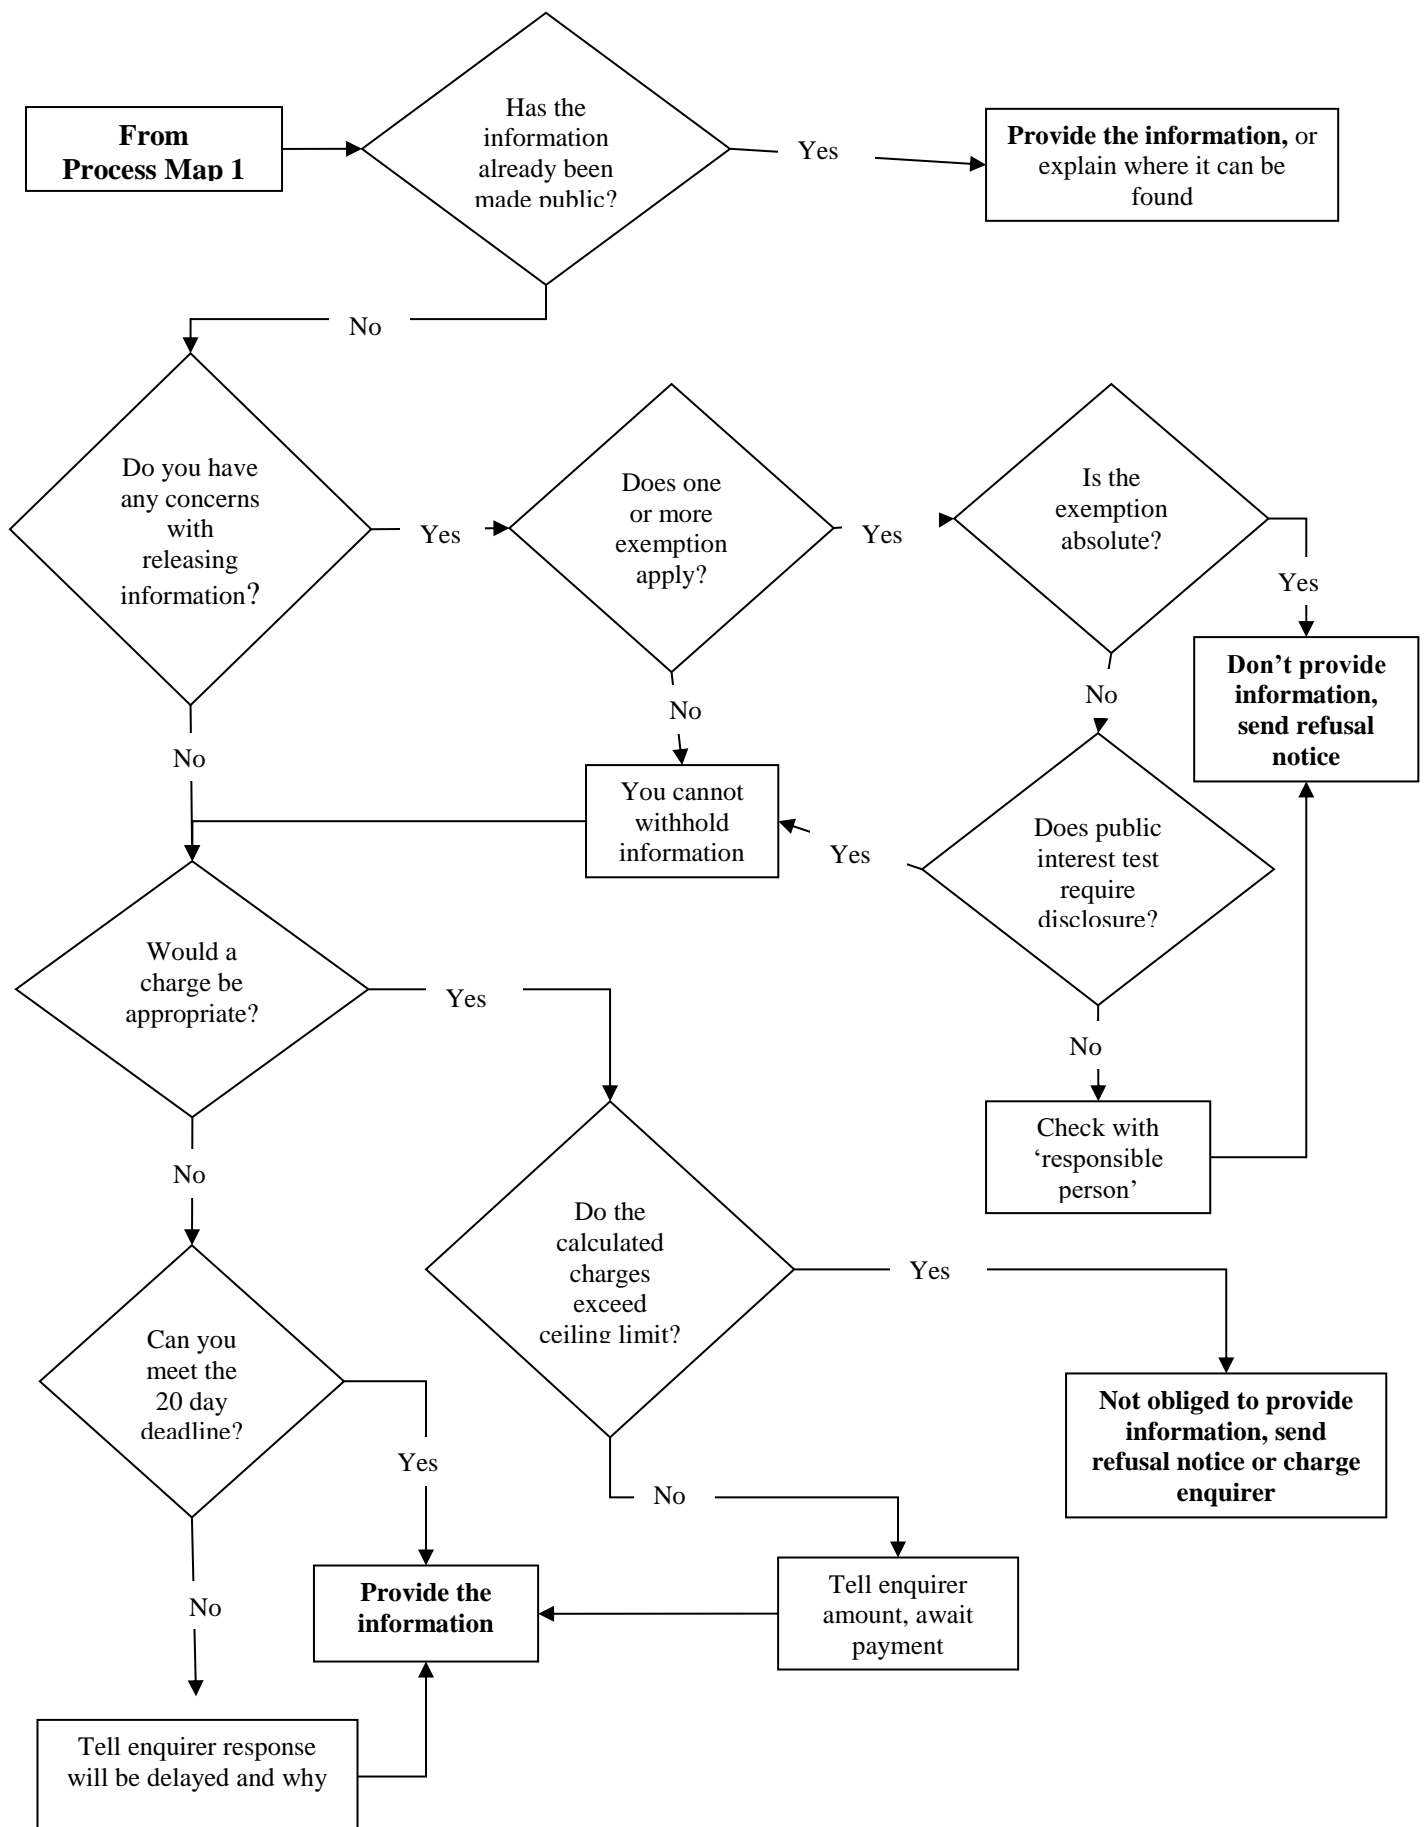 From
Process Map 1
Has the
information
already been
made public?
Yes
Provide the information, or
explain where it can be
found
No
Do you have
any concerns
with
releasing
information?
Yes
Does one
or more
exemption
apply?
Yes
Is the
exemption
absolute?
Yes
Don’t provide
information,
send refusal
notice
No
No
No
You cannot
withhold
information
Yes
Does public
interest test
require
disclosure?
Would a
charge be
appropriate?
Yes
No
Check with
‘responsible
person’
No
Do the
calculated
charges
exceed
ceiling limit?
Yes
Can you
meet the
20 day
deadline?
Not obliged to provide
information, send
refusal notice or charge
enquirer
Yes
No
No
Provide the
information
Tell enquirer
amount, await
payment
Tell enquirer response
will be delayed and why